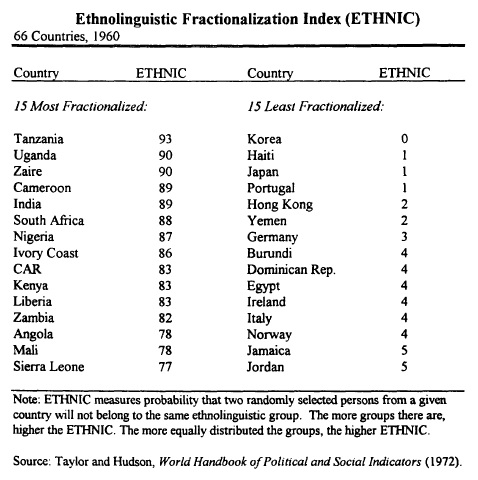 Ethnolinguistic Fractionalization Index (ETHNIC)
66 Countries, 1960
Country ETHNIC Country ETHNIC
15 Most Fractionalized: 15 Least Fractionalized:
Tanzania 93 Korea 0
Uganda 90 Haiti 1
Zaire 90 Japan 1
Cameroon 89 Portugal 1
India 89 Hong Kong 2
South Africa 88 Yemen 2
Nigeria 87 Germany 3
Ivory Coast 86 Burundi 4
CAR 83 Dominican Rep. 4
Kenya 83 Egypt 4
Liberia 83 Ireland 4
Zambia 82 Italy 4
Angola 78 Norway 4
Mali 78 Jamaica 5
Sierra Leone 77 Jordan 5
Note: ETHNIC measures probability that two randomly selected persons from a given
country will not belong to the same ethnolinguistic group. The more groups there are,
higher the ETHNIC. The more equally distributed the groups, the higher ETHNIC.
Source: Taylor and Hudson, World Handbook of Political and Social Indicators (1972).